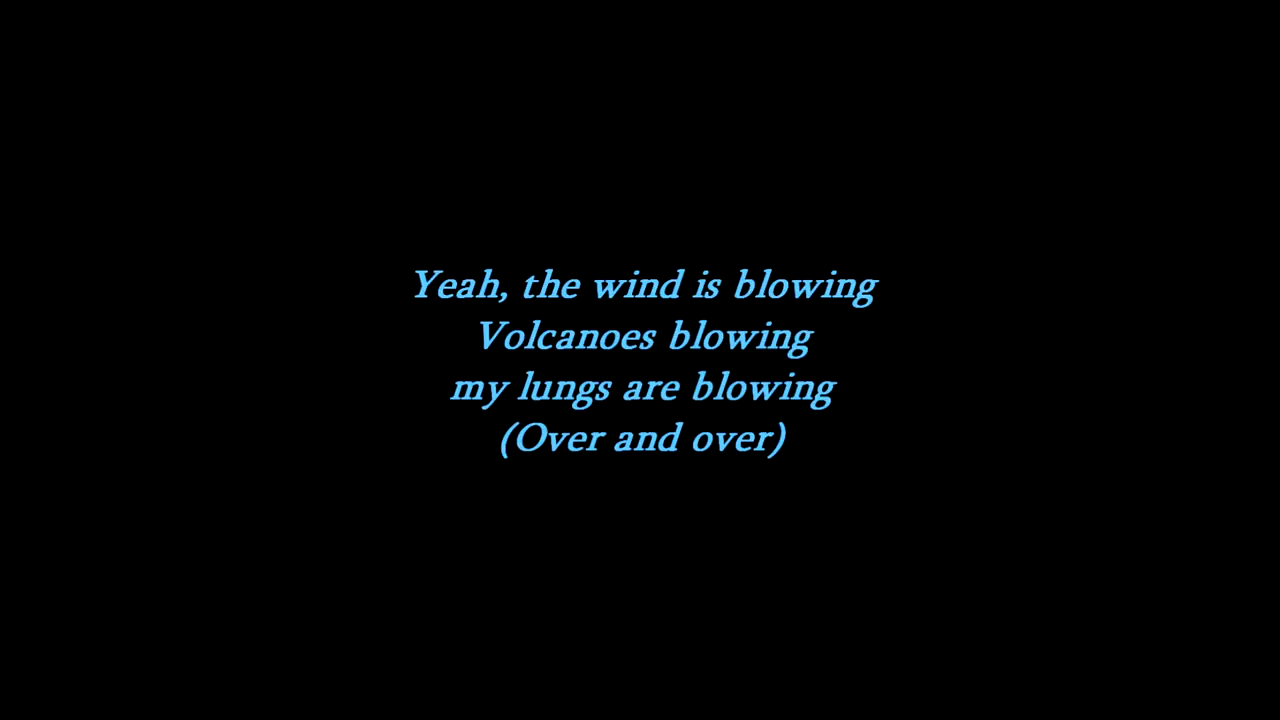 Yeah, the wind is blowing
Volcanoes blowing
my lungs are blowing
(Over and over)